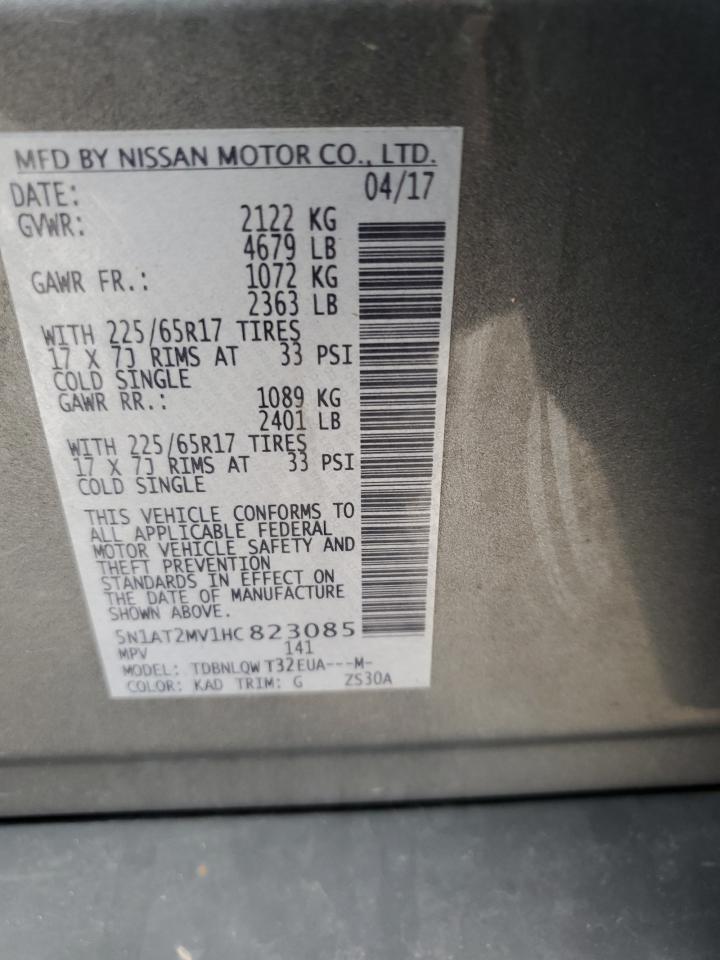 MFD BY NISSAN MOTOR CO., LTD.
DATE: 04/17
GVWR: 2122 KG
4679 LB
GAWR FR.: 1072 KG
2363 LB
WITH 225/65R17 TIRES
17 X 7J RIMS AT 33 PSI
COLD SINGLE
GAWR RR.: 1089 KG
2401 LB
WITH 225/65R17 TIRES
17 X 7J RIMS AT 33 PSI
COLD SINGLE
THIS VEHICLE CONFORMS TO
ALL APPLICABLE FEDERAL
MOTOR VEHICLE SAFETY AND
THEFT PREVENTION
STANDARDS IN EFFECT ON
THE DATE OF MANUFACTURE
SHOWN ABOVE.
5N1AT2MV1HC823085
MPV 141
MODEL: TDBNLQW T32EUA---M-
COLOR: KAD TRIM: G ZS30A